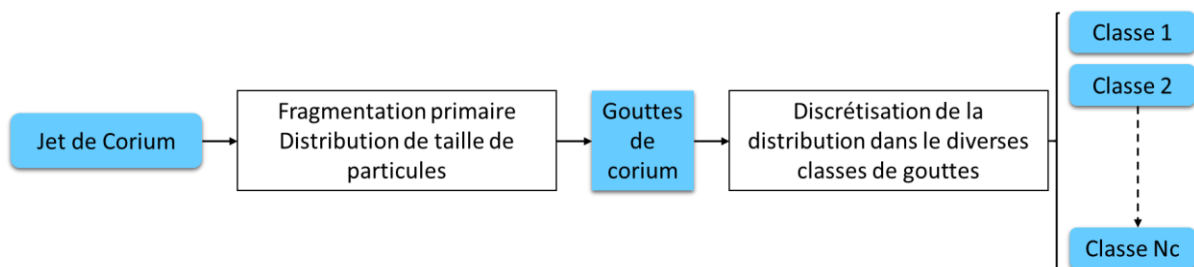 Jet de Corium
Fragmentation primaire
Distribution de taille de
particules
Gouttes
de
corium
Discrétisation de la
distribution dans le diverses
classes de gouttes
Classe 1
Classe 2
Classe Nc